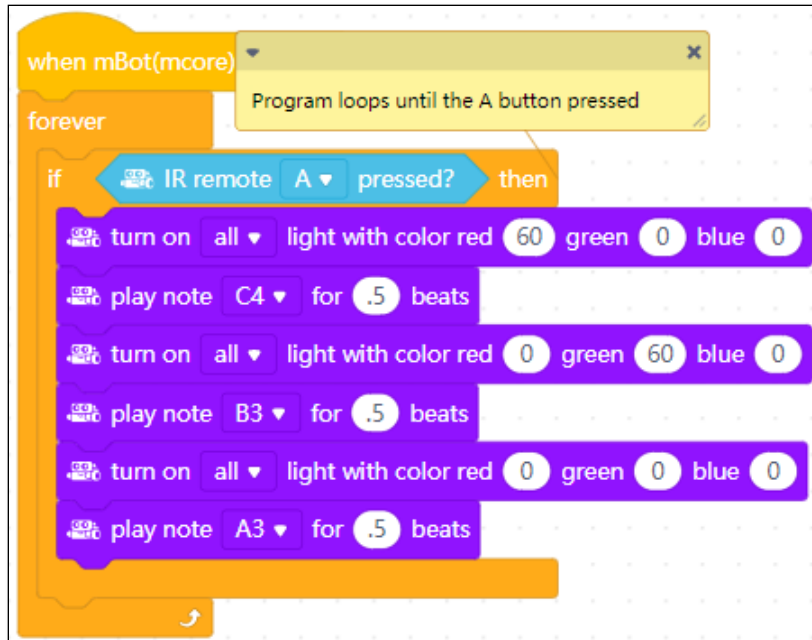 when mBot(mcore)
Program loops until the A button pressed
forever
if IR remote A pressed? then
turn on all light with color red 60 green 0 blue 0
play note C4 for .5 beats
turn on all light with color red 0 green 60 blue 0
play note B3 for .5 beats
turn on all light with color red 0 green 0 blue 0
play note A3 for .5 beats